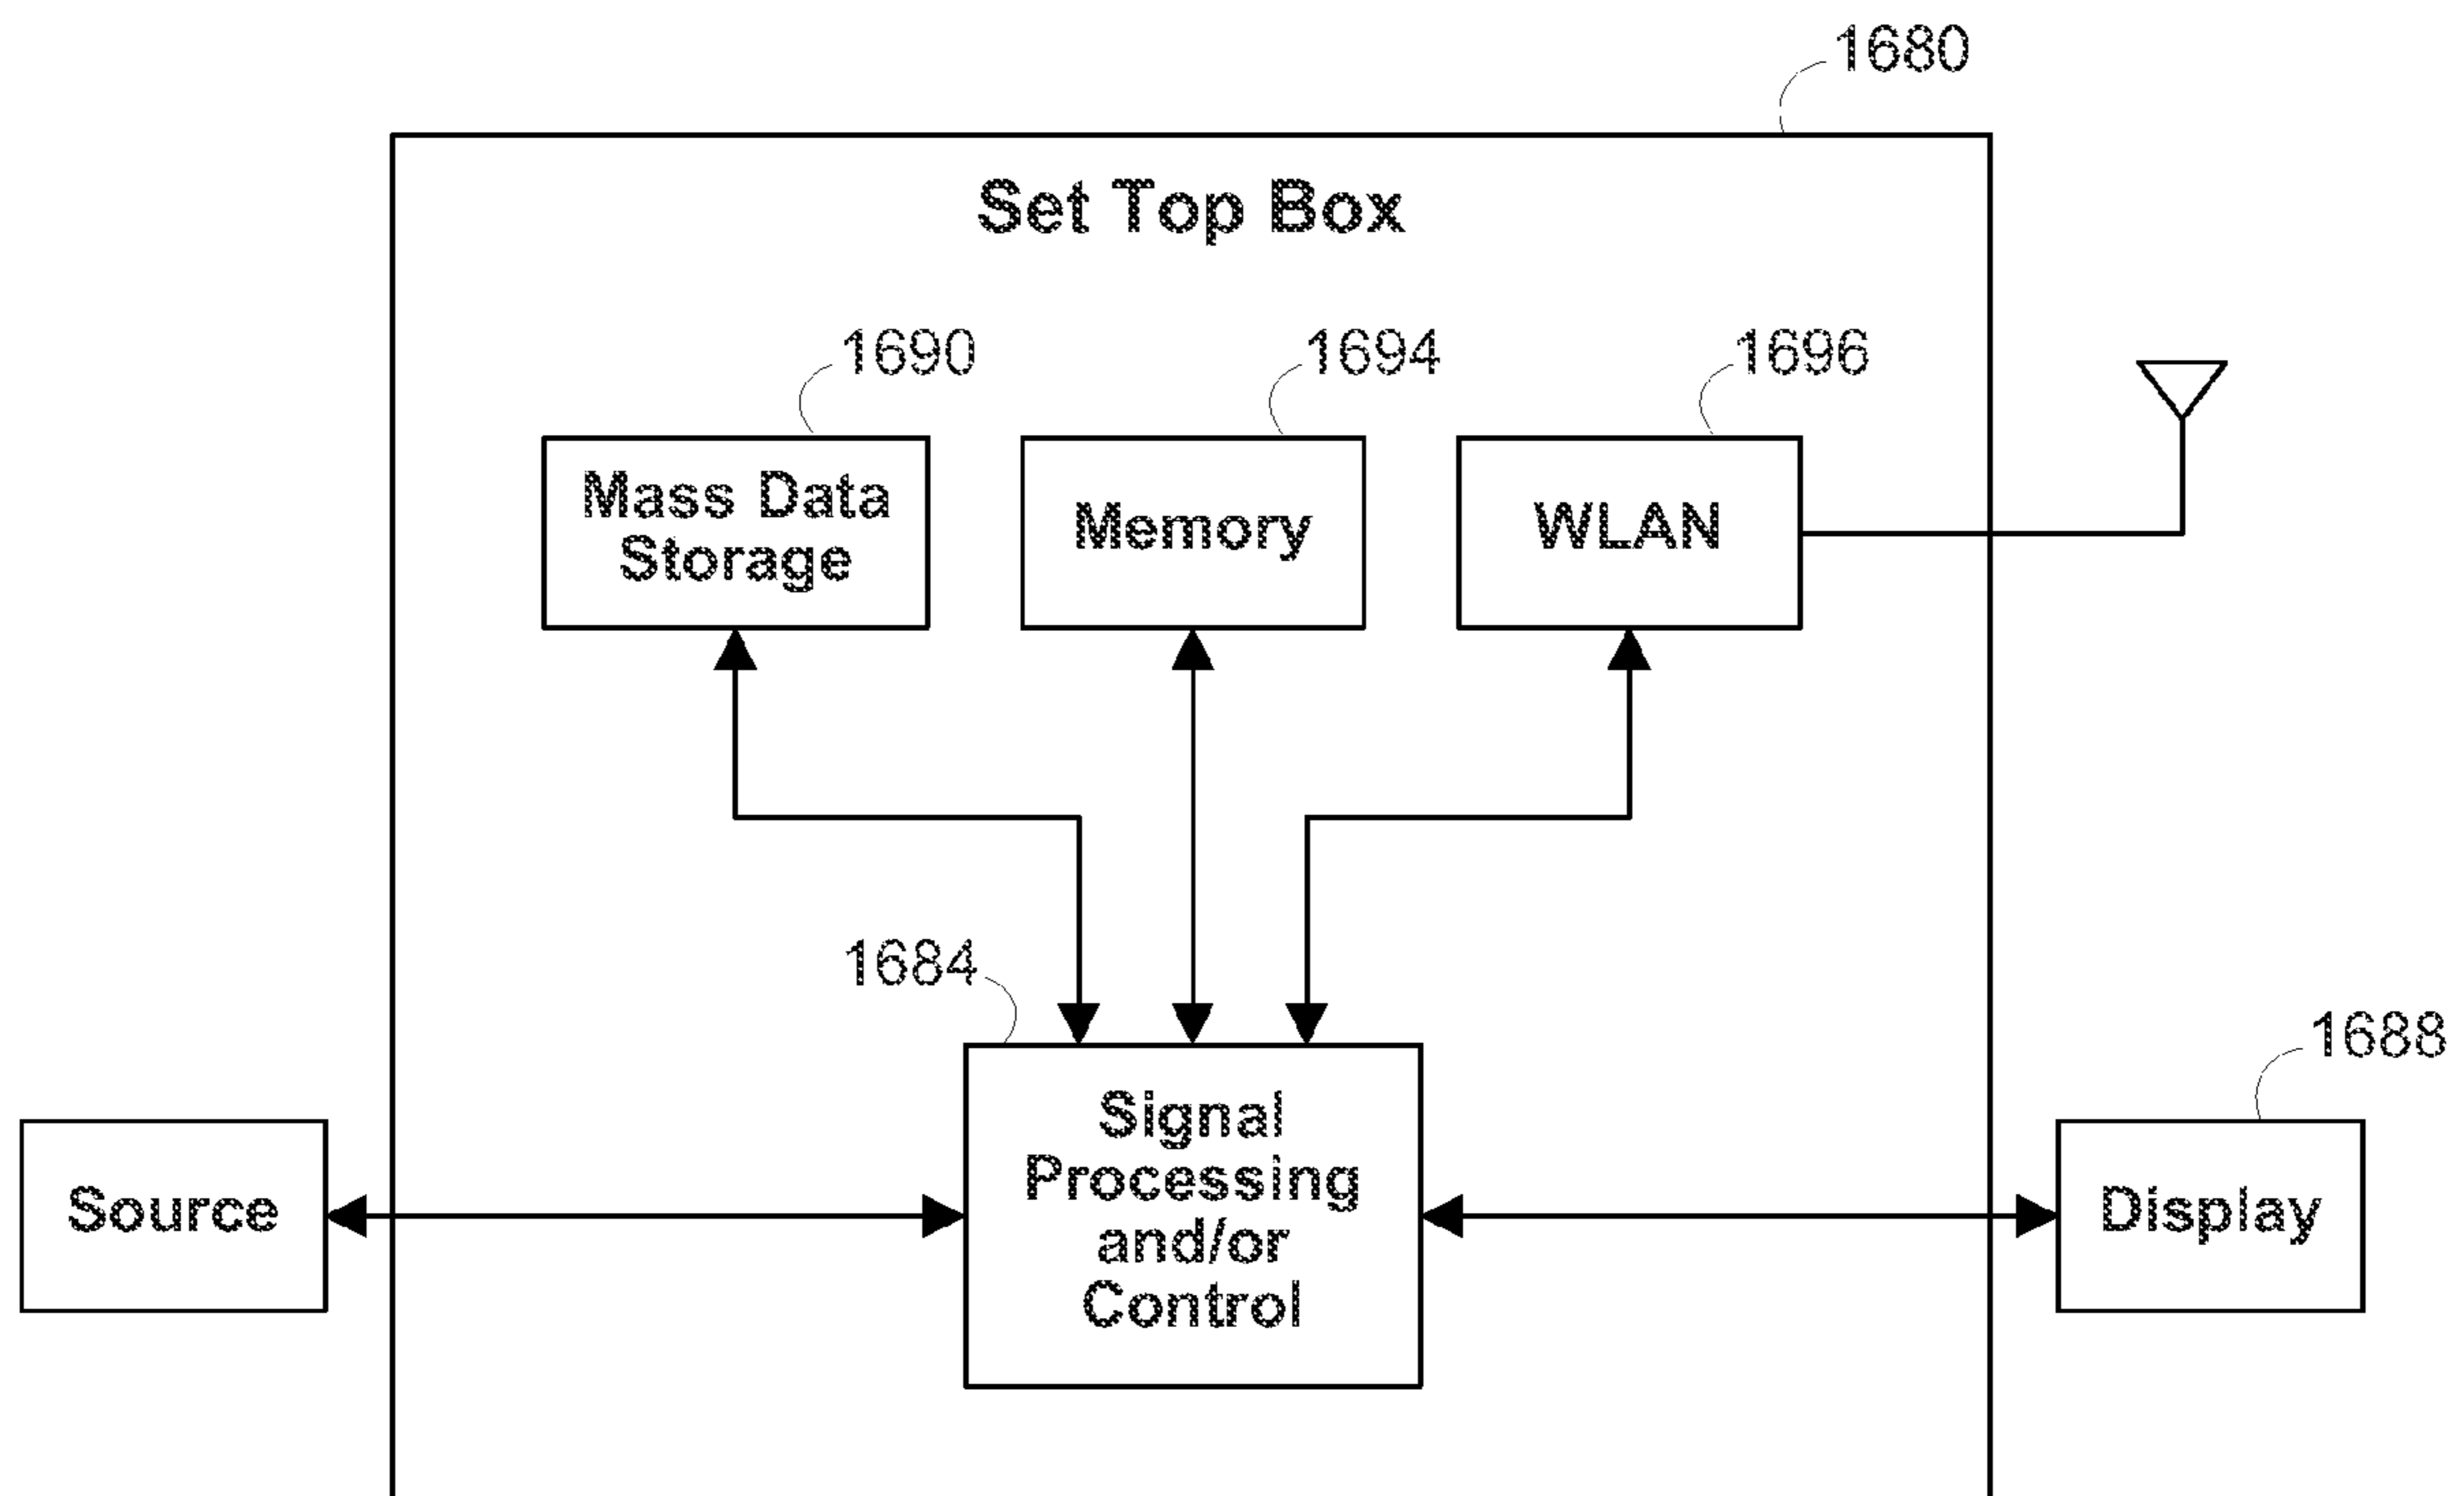 1680
Set Top Box
1690
1694
1696
Mass Data
Storage
Memory
WLAN
1684
1688
Source
Signal
Processing
and/or
Control
Display